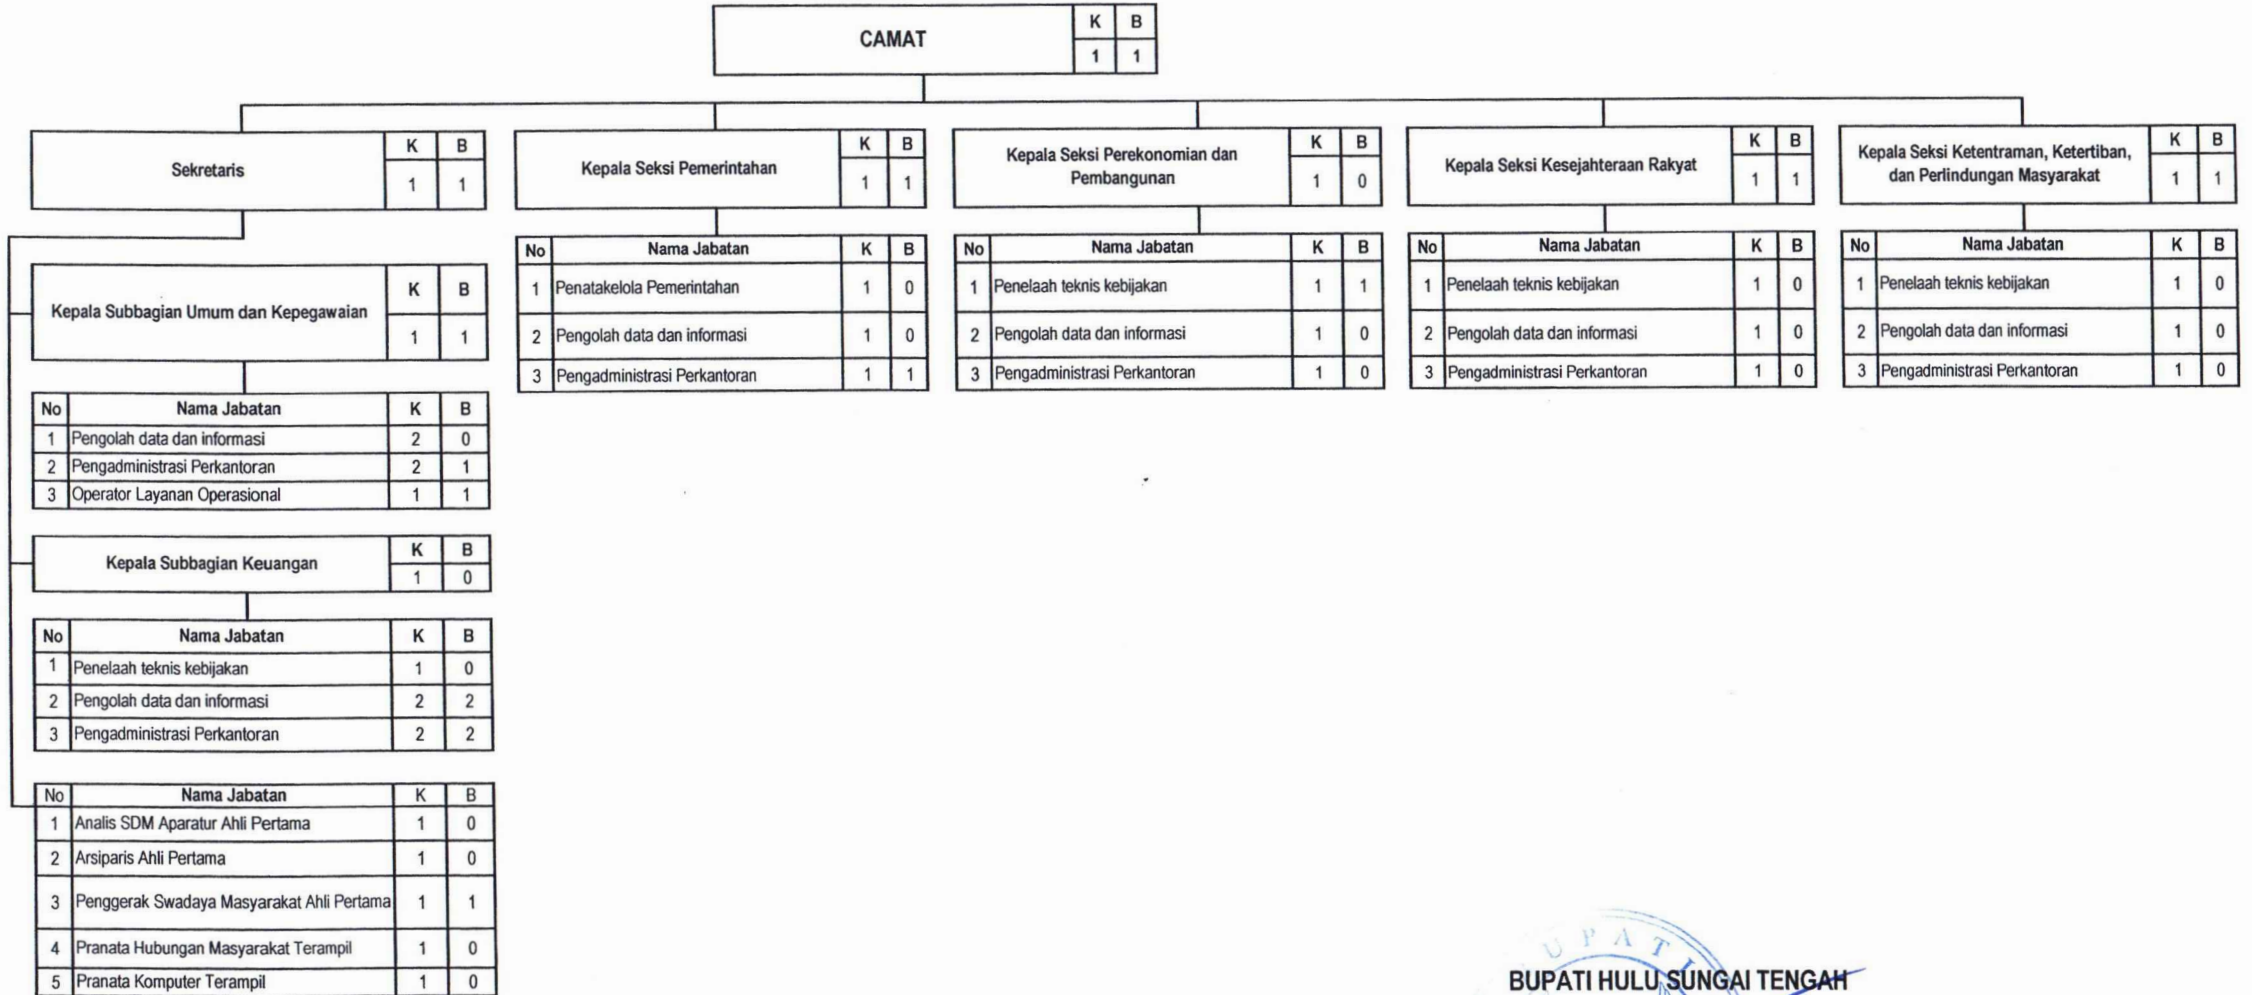 CAMAT K B
1 1
Sekretaris K B
1 1
Kepala Subbagian Umum dan Kepegawaian K B
1 1
No Nama Jabatan K B
1 Pengolah data dan informasi 2 0
2 Pengadministrasi Perkantoran 2 1
3 Operator Layanan Operasional 1 1
Kepala Subbagian Keuangan K B
1 0
No Nama Jabatan K B
1 Penelaah teknis kebijakan 1 0
2 Pengolah data dan informasi 2 2
3 Pengadministrasi Perkantoran 2 2
No Nama Jabatan K B
1 Analis SDM Aparatur Ahli Pertama 1 0
2 Arsiparis Ahli Pertama 1 0
3 Penggerak Swadaya Masyarakat Ahli Pertama 1 1
4 Pranata Hubungan Masyarakat Terampil 1 0
5 Pranata Komputer Terampil 1 0
Kepala Seksi Pemerintahan K B
1 1
No Nama Jabatan K B
1 Penatakelola Pemerintahan 1 0
2 Pengolah data dan informasi 1 0
3 Pengadministrasi Perkantoran 1 1
Kepala Seksi Perekonomian dan
Pembangunan K B
1 0
No Nama Jabatan K B
1 Penelaah teknis kebijakan 1 1
2 Pengolah data dan informasi 1 0
3 Pengadministrasi Perkantoran 1 0
Kepala Seksi Kesejahteraan Rakyat K B
1 1
No Nama Jabatan K B
1 Penelaah teknis kebijakan 1 0
2 Pengolah data dan informasi 1 0
3 Pengadministrasi Perkantoran 1 0
Kepala Seksi Ketentraman, Ketertiban,
dan Perlindungan Masyarakat K B
1 1
No Nama Jabatan K B
1 Penelaah teknis kebijakan 1 0
2 Pengolah data dan informasi 1 0
3 Pengadministrasi Perkantoran 1 0
UPATI
BUPATI HULU SUNGAI TENGAH